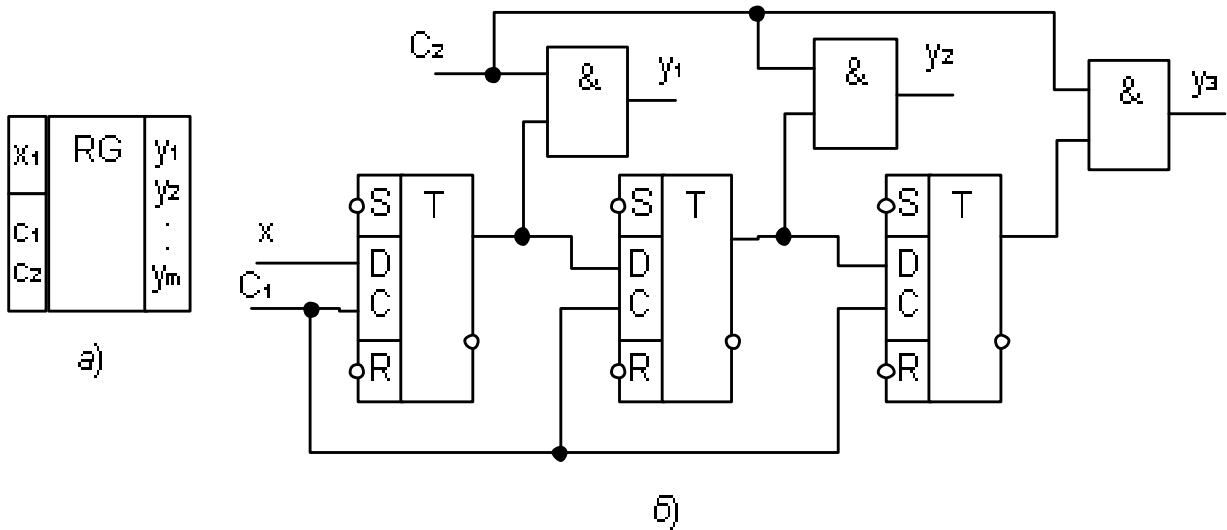 x₁ RG y₁
y₂
C₁ .
.
C₂ yₘ
а)
C₂ & y₁ & y₂ & y₃
S T S T S T
x D D D
C₁ C C C
R R R
б)